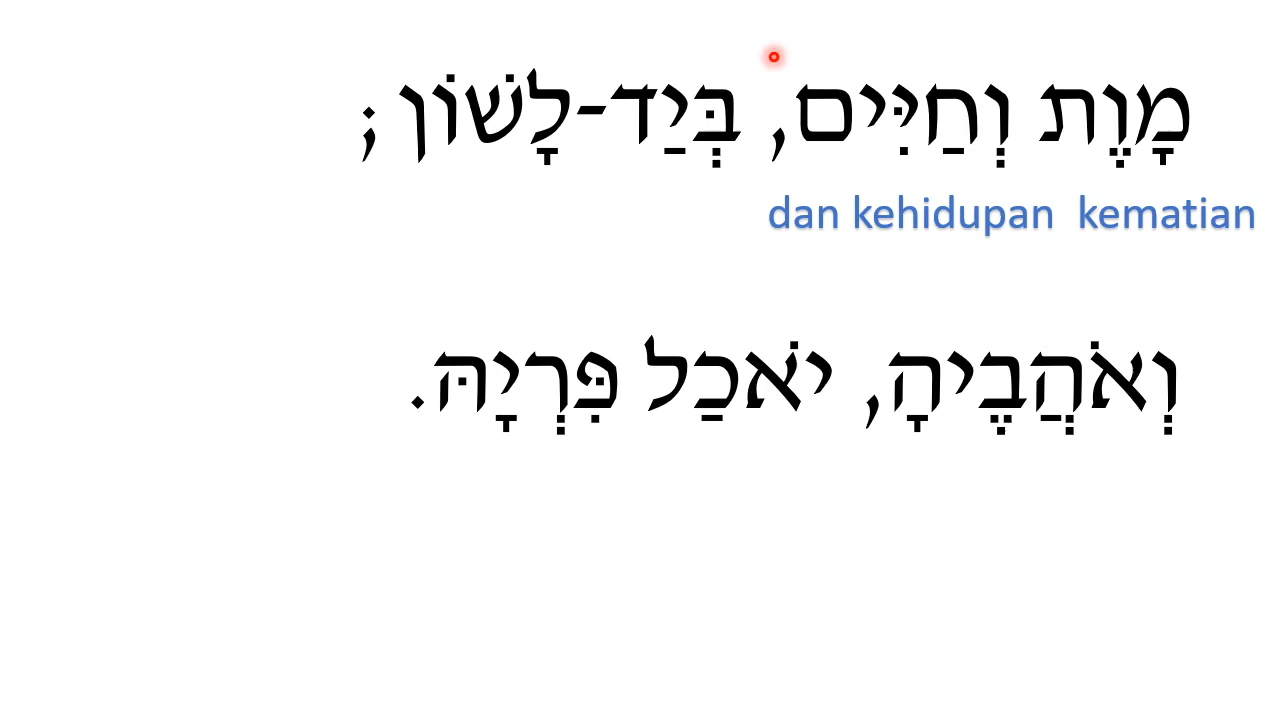 מָוֶת וְחַיִּים, בְּיַד-לָשׁוֹן ;
dan kehidupan  kematian
וְאֹהֲבֶיהָ, יֹאכַל פִּרְיָהּ.